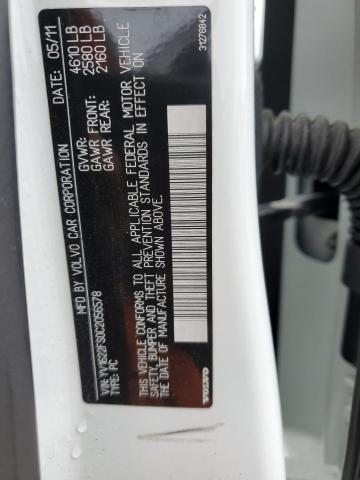 MFD BY VOLVO CAR CORPORATION DATE: 05/11
GVWR: 4610 LB
GAWR FRONT: 2580 LB
GAWR REAR: 2160 LB
VIN: YV1622FS0C2056578
TYPE: PC
THIS VEHICLE CONFORMS TO ALL APPLICABLE FEDERAL MOTOR VEHICLE
SAFETY, BUMPER AND THEFT PREVENTION STANDARDS IN EFFECT ON
THE DATE OF MANUFACTURE SHOWN ABOVE.
VOLVO
31276842